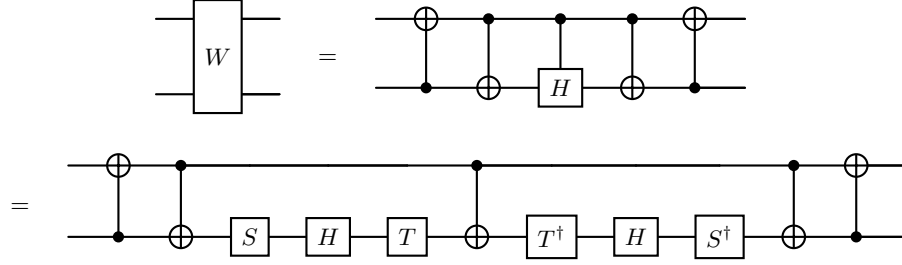 W = H
= S H T T† H S†